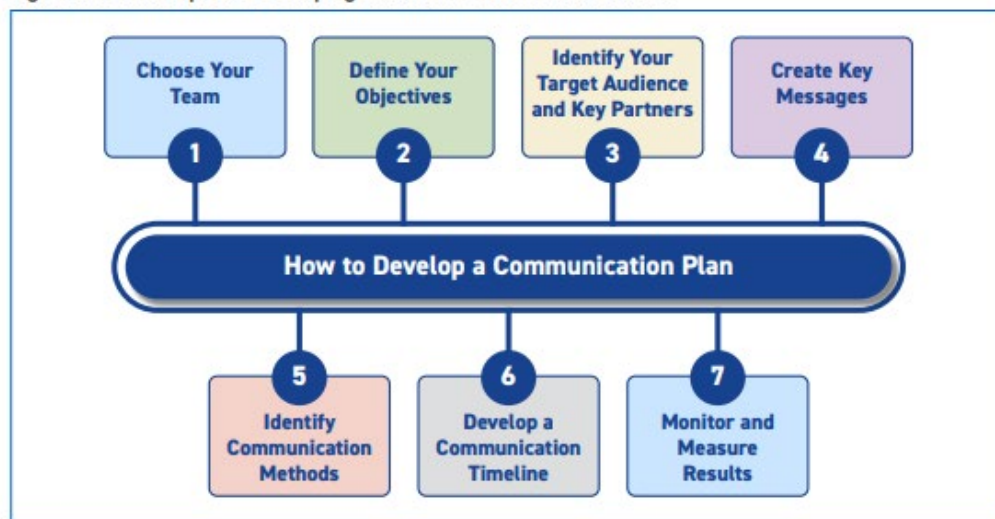 Choose Your
Team
1
Define Your
Objectives
2
Identify Your
Target Audience
and Key Partners
3
Create Key
Messages
4
How to Develop a Communication Plan
5
Identify
Communication
Methods
6
Develop a
Communication
Timeline
7
Monitor and
Measure
Results